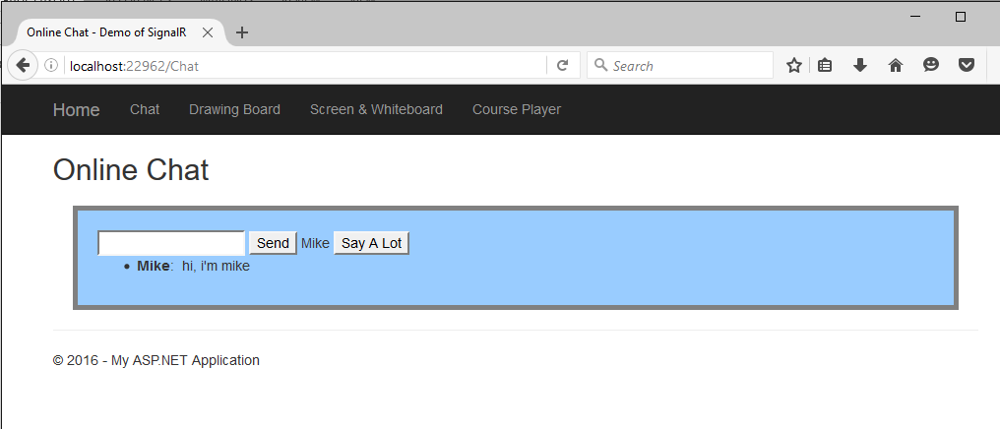 Online Chat - Demo of SignalR
localhost:22962/Chat
Search
Home Chat Drawing Board Screen & Whiteboard Course Player
Online Chat
Send Mike Say A Lot
Mike: hi, i'm mike
© 2016 - My ASP.NET Application